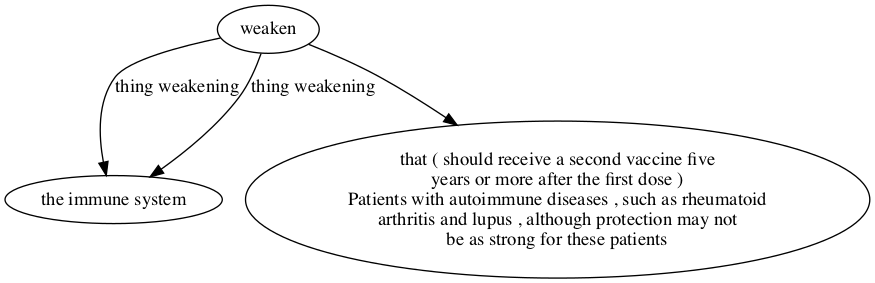 weaken
thing weakening
thing weakening
the immune system
that ( should receive a second vaccine five
years or more after the first dose )
Patients with autoimmune diseases , such as rheumatoid
arthritis and lupus , although protection may not
be as strong for these patients